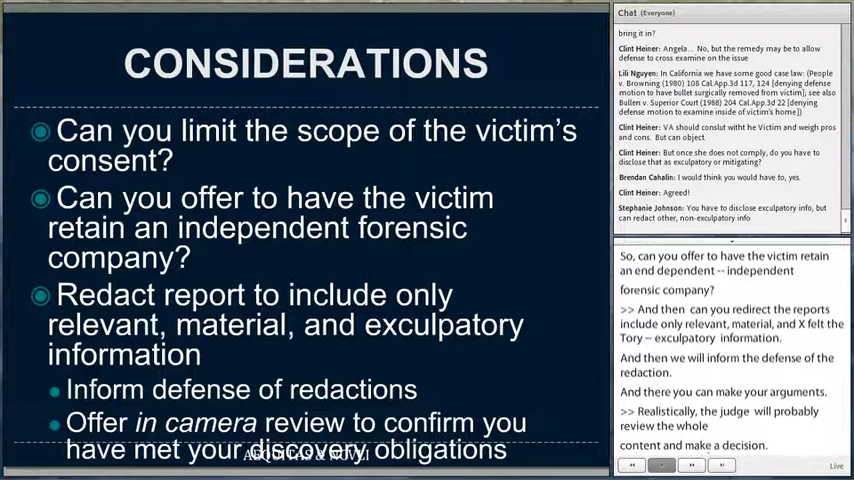 CONSIDERATIONS
Can you limit the scope of the victim's
consent?
Can you offer to have the victim
retain an independent forensic
company?
Redact report to include only
relevant, material, and exculpatory
information
Inform defense of redactions
Offer in camera review to confirm you
have met your discovery obligations
AEQUITAS & NCVLI
Chat (Everyone)
bring it in?
Clint Heiner: Angela... No, but the remedy may be to allow
defense to cross examine on the issue
Lili Nguyen: In California we have some good case law: (People
v. Browning (1980) 108 Cal.App.3d 117, 124 [denying defense
motion to have bullet surgically removed from victim]; see also
Bullen v. Superior Court (1988) 204 Cal.App.3d 22 [denying
defense motion to examine inside of victim's home])
Clint Heiner: VA should conslut witht he Victim and weigh pros
and cons. But can object.
Clint Heiner: But once she does not comply, do you have to
disclose that as exculpatory or mitigating?
Brendan Cahalin: I would think you would have to, yes.
Clint Heiner: Agreed!
Stephanie Johnson: You have to disclose exculpatory info, but
can redact other, non-exculpatory info
So, can you offer to have the victim retain
an end dependent -- independent
forensic company?
>> And then can you redirect the reports
include only relevant, material, and X felt the
Tory – exculpatory information.
And then we will inform the defense of the
redaction.
And there you can make your arguments.
>> Realistically, the judge will probably
review the whole
content and make a decision.
Live